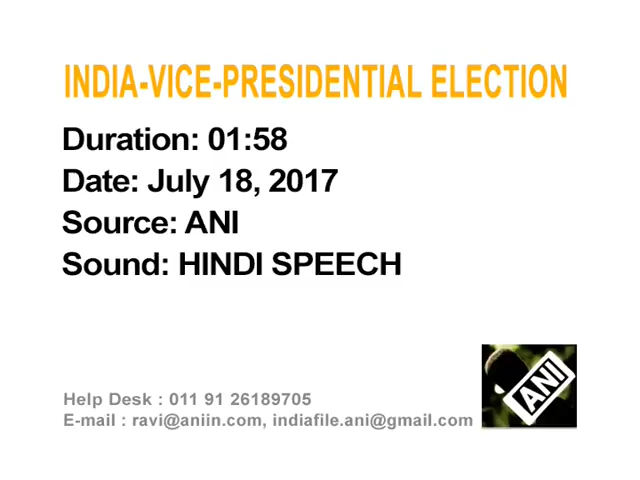 INDIA-VICE-PRESIDENTIAL ELECTION
Duration: 01:58
Date: July 18, 2017
Source: ANI
Sound: HINDI SPEECH
Help Desk : 011 91 26189705
E-mail : ravi@aniin.com, indiafile.ani@gmail.com
ANI